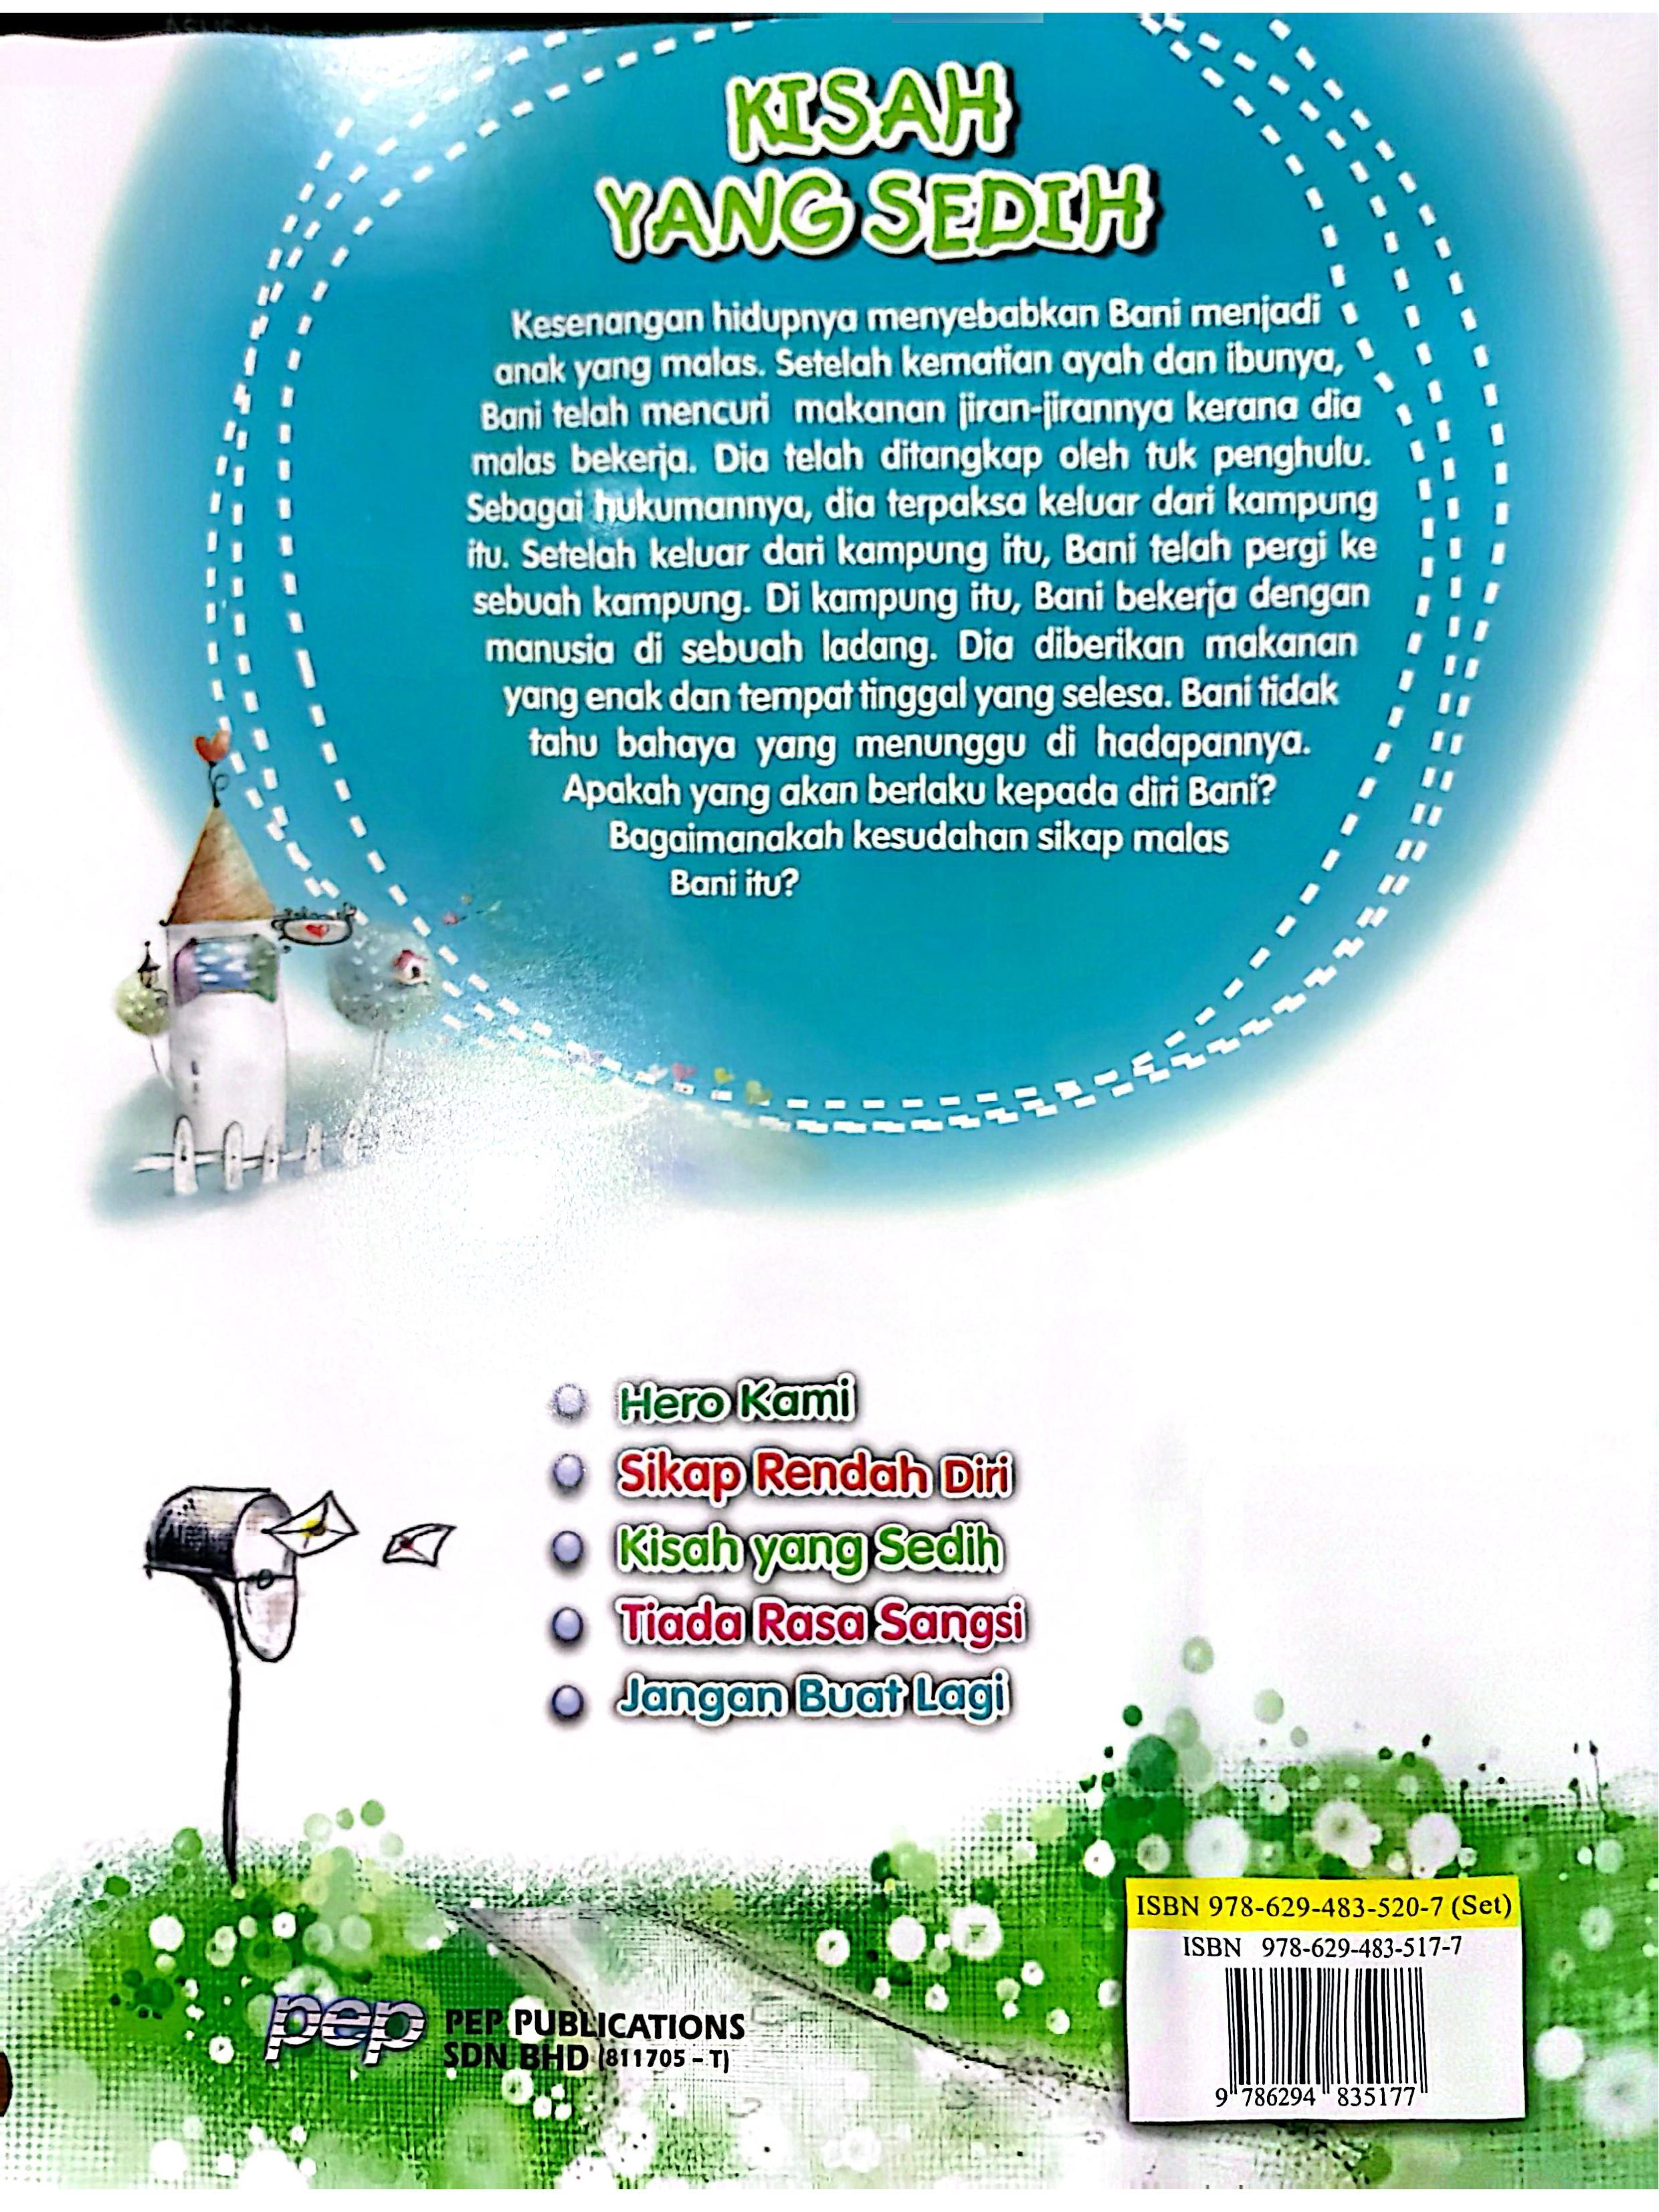 KISAH
YANG SEDIH
Kesenangan hidupnya menyebabkan Bani menjadi
anak yang malas. Setelah kematian ayah dan ibunya,
Bani telah mencuri makanan jiran-jirannya kerana dia
malas bekerja. Dia telah ditangkap oleh tuk penghulu.
Sebagai hukumannya, dia terpaksa keluar dari kampung
itu. Setelah keluar dari kampung itu, Bani telah pergi ke
sebuah kampung. Di kampung itu, Bani bekerja dengan
manusia di sebuah ladang. Dia diberikan makanan
yang enak dan tempat tinggal yang selesa. Bani tidak
tahu bahaya yang menunggu di hadapannya.
Apakah yang akan berlaku kepada diri Bani?
Bagaimanakah kesudahan sikap malas
Bani itu?
Hero Kami
Sikap Rendah Diri
Kisah yang Sedih
Tiada Rasa Sangsi
Jangan Buat Lagi
pep PEP PUBLICATIONS
SDN BHD (811705 – T)
ISBN 978-629-483-520-7 (Set)
ISBN 978-629-483-517-7
9 786294 835177